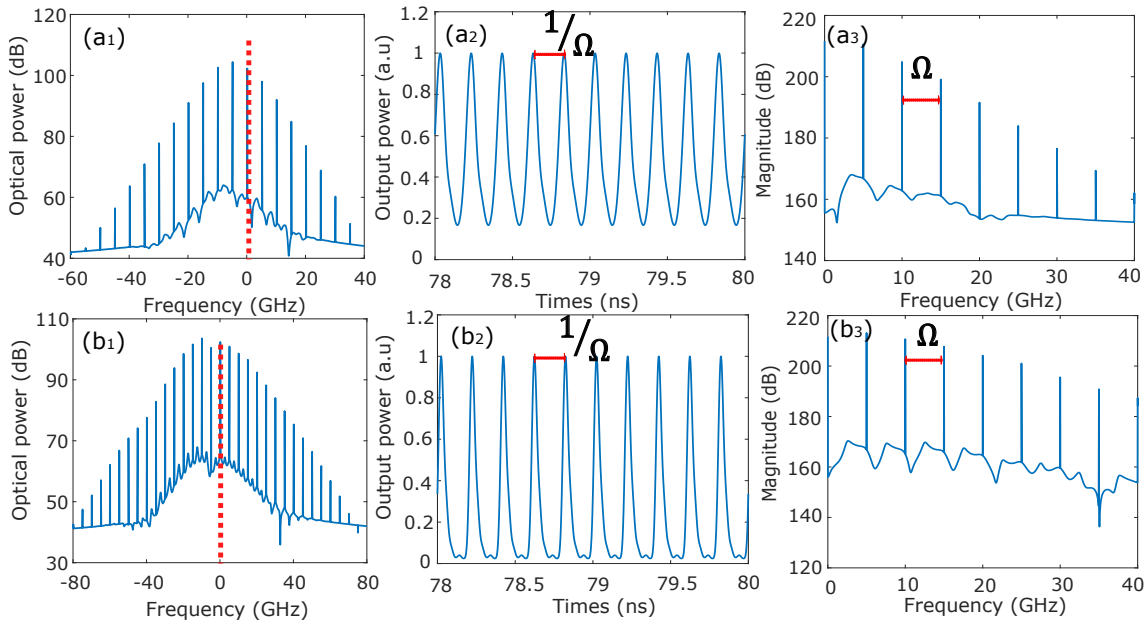 (a1)
Optical power (dB)
120
100
80
60
40
-60 -40 -20 0 20 40
Frequency (GHz)
(a2)
1/Ω
Output power (a.u)
1.4
1.2
1
0.8
0.6
0.4
0.2
0
78 78.5 79 79.5 80
Times (ns)
(a3)
Ω
Magnitude (dB)
220
200
180
160
140
0 10 20 30 40
Frequency (GHz)
(b1)
Optical power (dB)
110
90
70
50
30
-80 -40 0 40 80
Frequency (GHz)
(b2)
1/Ω
Output power (a.u)
1.2
1
0.8
0.6
0.4
0.2
0
78 78.5 79 79.5 80
Times (ns)
(b3)
Ω
Magnitude (dB)
220
200
180
160
140
120
0 10 20 30 40
Frequency (GHz)